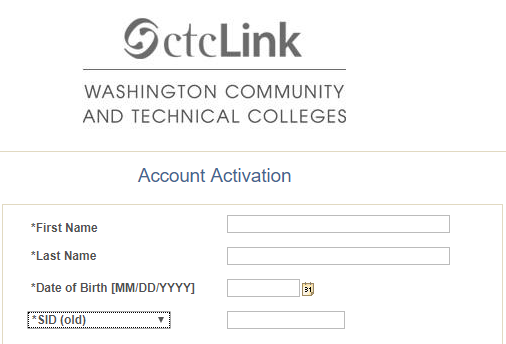 ctcLink
WASHINGTON COMMUNITY
AND TECHNICAL COLLEGES
Account Activation
*First Name
*Last Name
*Date of Birth [MM/DD/YYYY]
31
*SID (old)